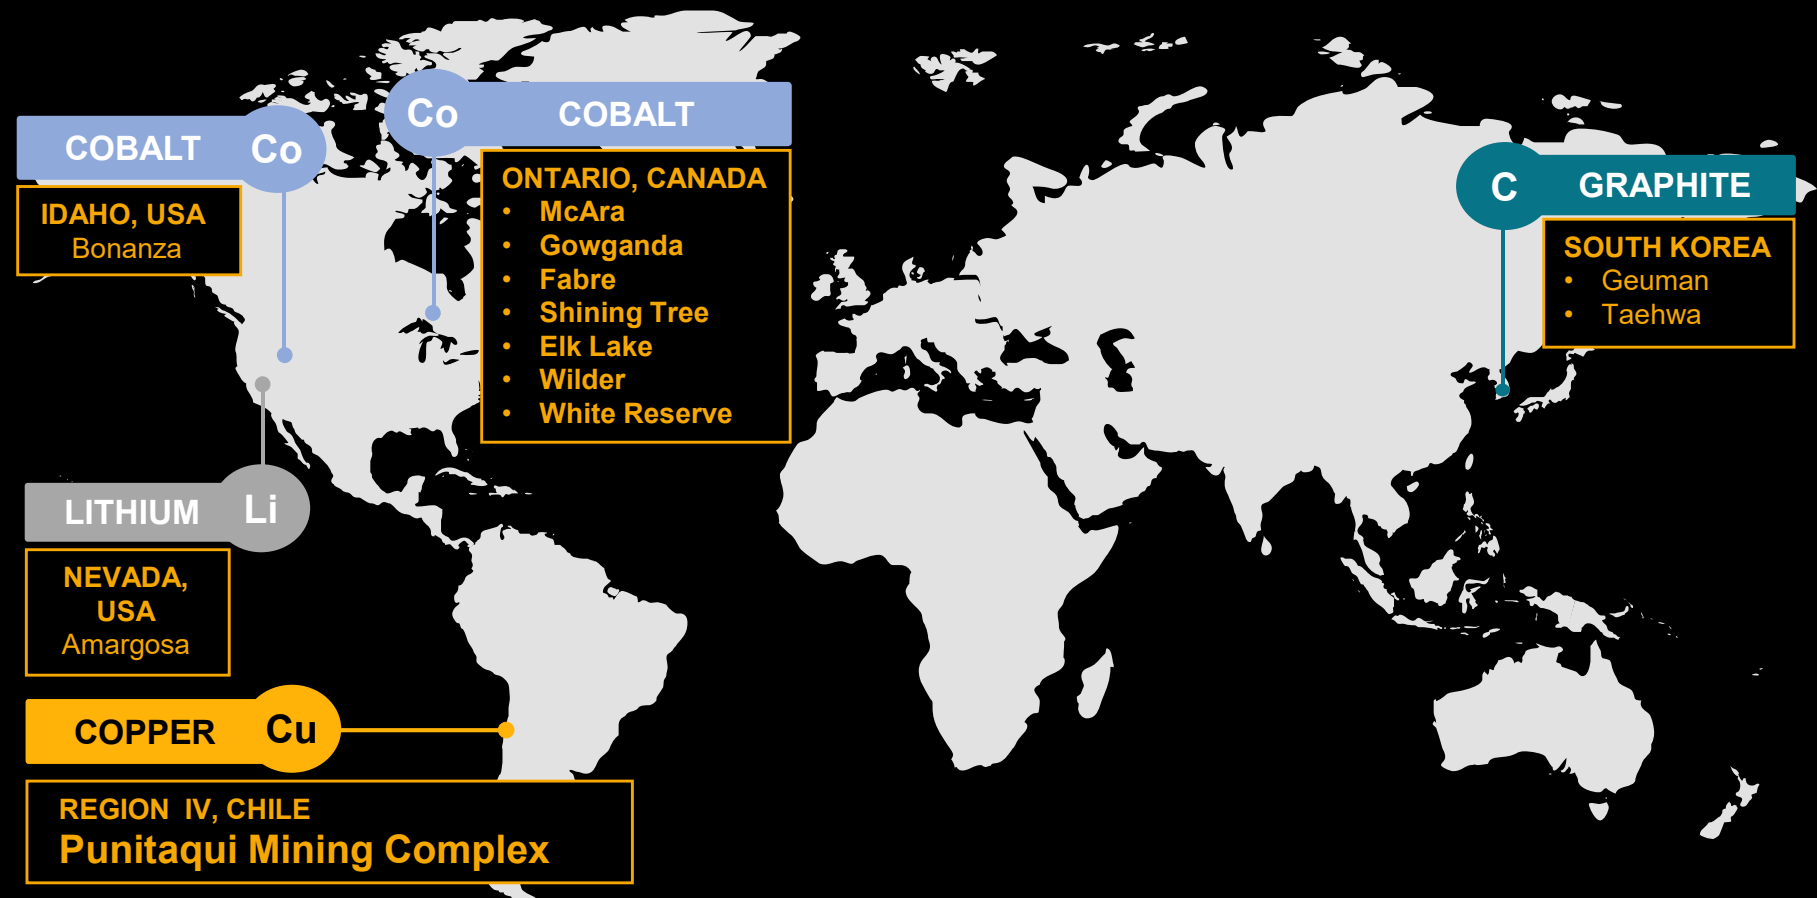 COBALT Co
IDAHO, USA
Bonanza
Co COBALT
ONTARIO, CANADA
• McAra
• Gowganda
• Fabre
• Shining Tree
• Elk Lake
• Wilder
• White Reserve
C GRAPHITE
SOUTH KOREA
• Geuman
• Taehwa
LITHIUM Li
NEVADA,
USA
Amargosa
COPPER Cu
REGION IV, CHILE
Punitaqui Mining Complex